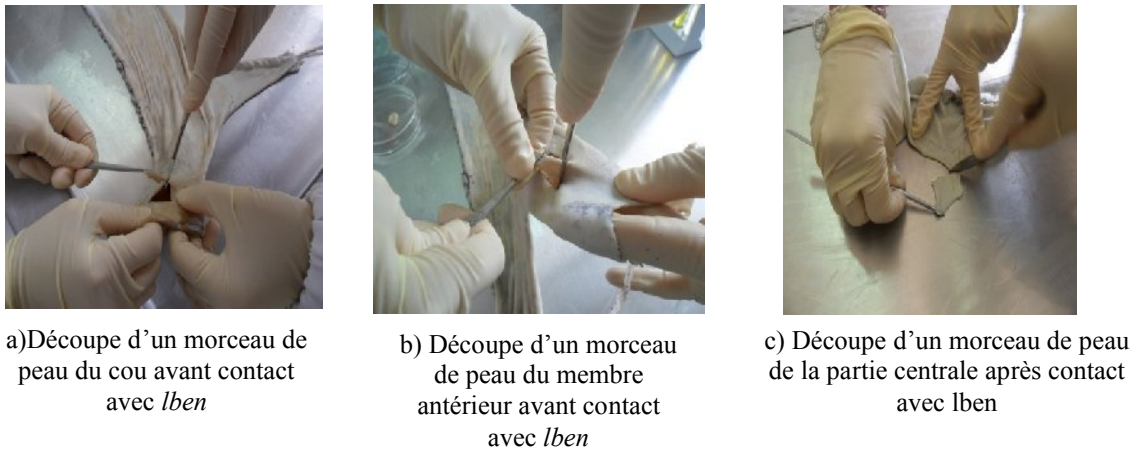 a)Découpe d'un morceau de
peau du cou avant contact
avec lben
b) Découpe d'un morceau
de peau du membre
antérieur avant contact
avec lben
c) Découpe d'un morceau de peau
de la partie centrale après contact
avec lben